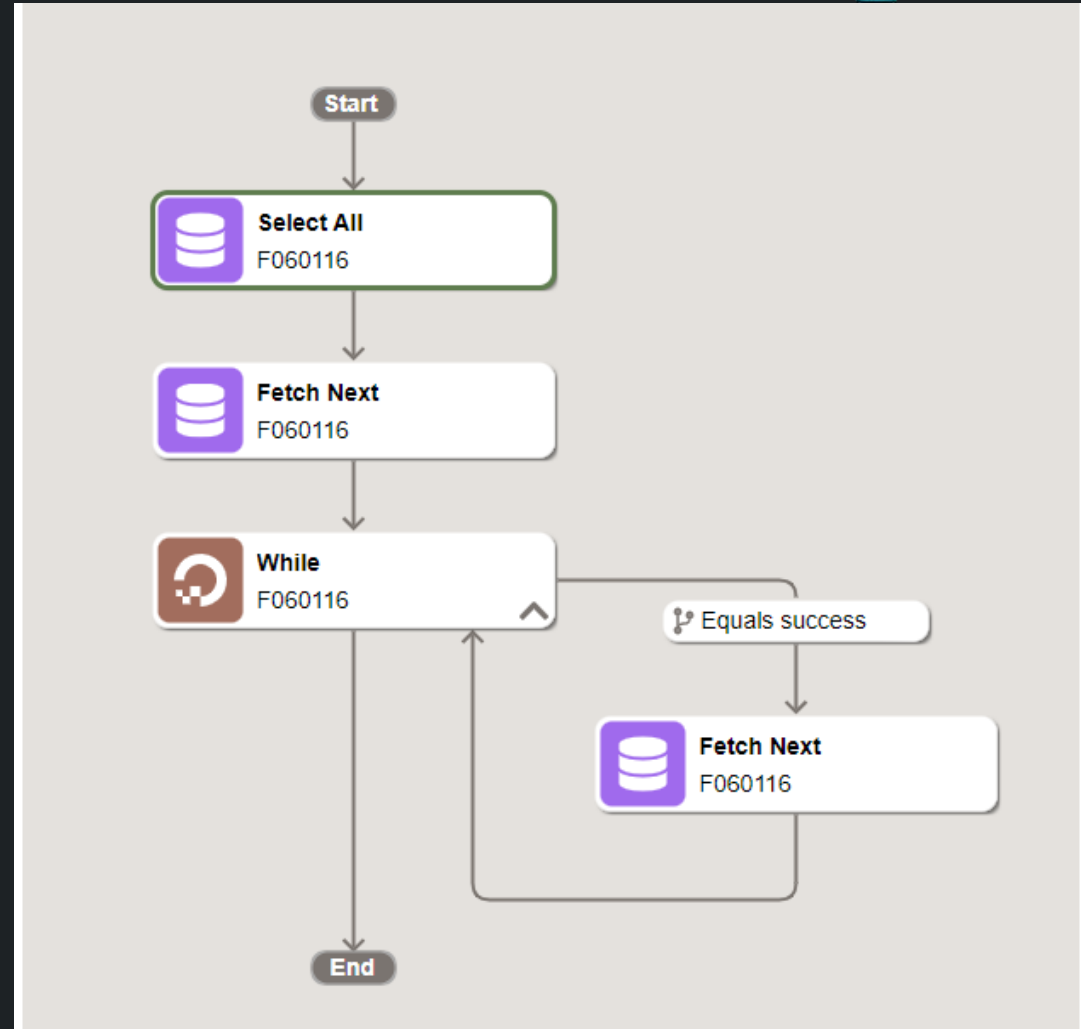 Start
Select All
F060116
Fetch Next
F060116
While
F060116
Equals success
Fetch Next
F060116
End